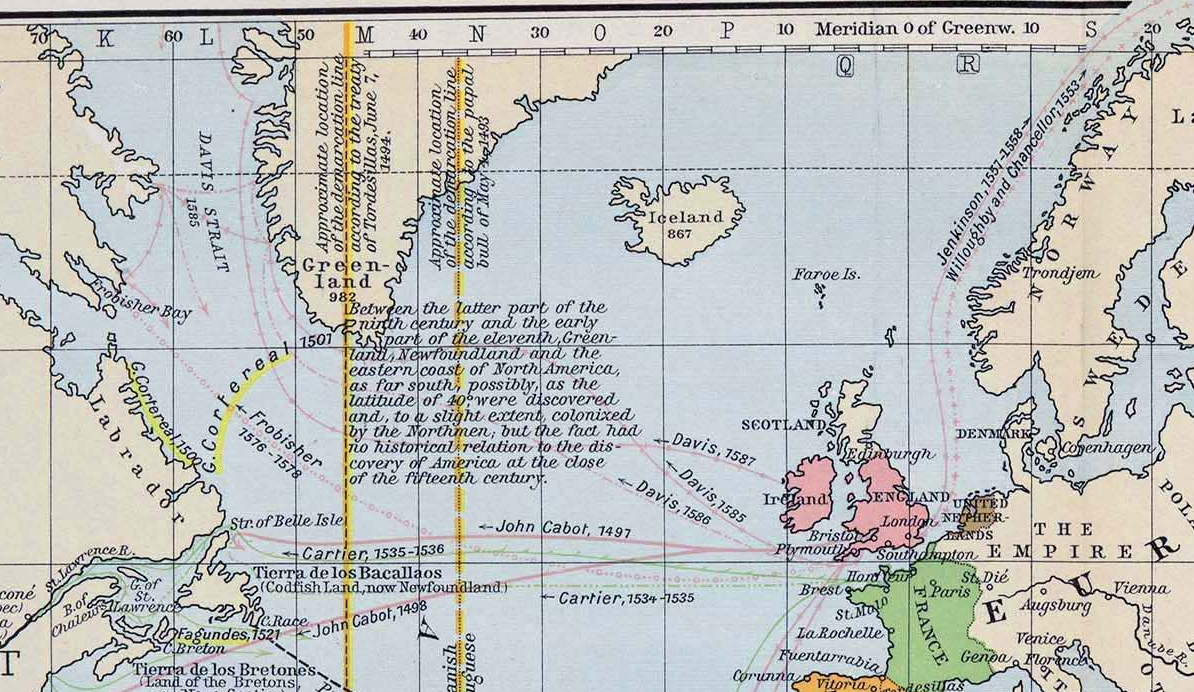 70 K 60 L 50 M 40 N 30 O 20 P 10 Meridian 0 of Greenw. 10 S 20
Q R
DAVIS STRAIT
1585
Approximate location
of the demarcation line
according to the treaty
of Tordesillas, June 7,
1494.
Approximate location
of the demarcation line
according to the papal
bull of May 4, 1493
Iceland
867
Jenkinson, 1557-1558
Willoughby and Chancellor, 1553
NORWAY
SWED
E
Trondjem
Faroe Is.
Green-
land
982
Frobisher Bay
1501
Between the latter part of the
ninth century and the early
part of the eleventh, Green-
land, Newfoundland and the
eastern coast of North America,
as far south, possibly, as the
latitude of 40° were discovered
and, to a slight extent, colonized
by the Northmen; but the fact had
no historical relation to the dis-
covery of America at the close
of the fifteenth century.
G. Cortereal, 1500
G. Cortereal
Labrador
Frobisher
1576-1578
SCOTLAND
Edinburgh
DENMARK
Copenhagen
Davis, 1587
Davis, 1585
Davis, 1586
Ireland
ENGLAND
London
Bristol
Plymouth
Southampton
UNITED
NETHER-
LANDS
THE
EMPIRE
POLA
EUR
Str. of Belle Isle
John Cabot, 1497
Cartier, 1535-1536
St. Lawrence R.
Tierra de los Bacallaos
(Codfish Land, now Newfoundland)
Cartier, 1534-1535
G. of
St.
Lawrence
B. of
Chaleurs
John Cabot, 1498
C. Race
Fagundes, 1521
C. Breton
Tierra de los Bretones
(Land of the Bretons,
Honfleur
Brest
St. Malo
Paris
St. Dié
FRANCE
La Rochelle
Fuentarrabia
Corunna
Vitoria
Tordesillas
Augsburg
Vienna
Danube R.
Venice
Genoa
Florence